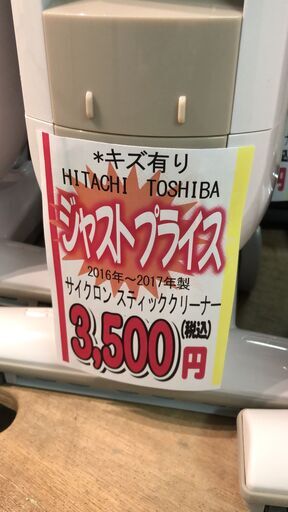 *キズ有り
HITACHI TOSHIBA
ジャストプライス
2016年～2017年製
サイクロン スティッククリーナー
3,500円(税込)
円